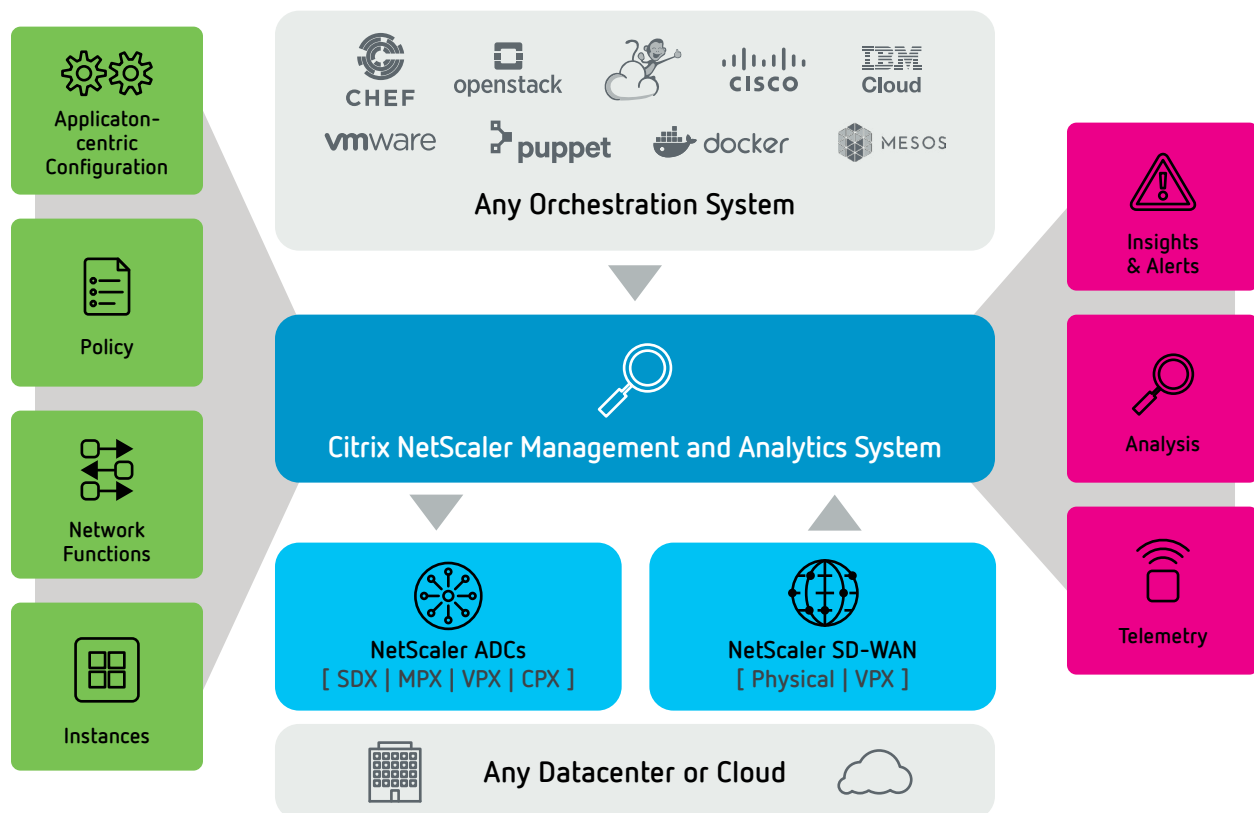 Applicaton-
centric
Configuration
Policy
Network
Functions
Instances
CHEF
openstack
CISCO
IBM
Cloud
vmware
puppet
docker
MESOS
Any Orchestration System
Citrix NetScaler Management and Analytics System
NetScaler ADCs
[ SDX | MPX | VPX | CPX ]
NetScaler SD-WAN
[ Physical | VPX ]
Any Datacenter or Cloud
Insights
& Alerts
Analysis
Telemetry